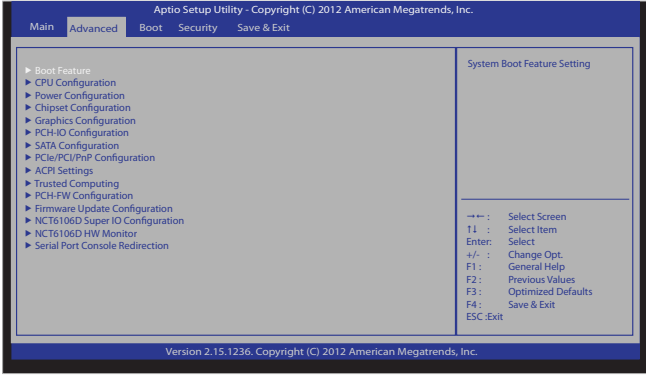 Aptio Setup Utility - Copyright (C) 2012 American Megatrends, Inc.
Main Advanced Boot Security Save & Exit
▶ Boot Feature
▶ CPU Configuration
▶ Power Configuration
▶ Chipset Configuration
▶ Graphics Configuration
▶ PCH-IO Configuration
▶ SATA Configuration
▶ PCIe/PCI/PnP Configuration
▶ ACPI Settings
▶ Trusted Computing
▶ PCH-FW Configuration
▶ Firmware Update Configuration
▶ NCT6106D Super IO Configuration
▶ NCT6106D HW Monitor
▶ Serial Port Console Redirection
System Boot Feature Setting
→← : Select Screen
↑↓ : Select Item
Enter: Select
+/- : Change Opt.
F1 : General Help
F2 : Previous Values
F3 : Optimized Defaults
F4 : Save & Exit
ESC :Exit
Version 2.15.1236. Copyright (C) 2012 American Megatrends, Inc.